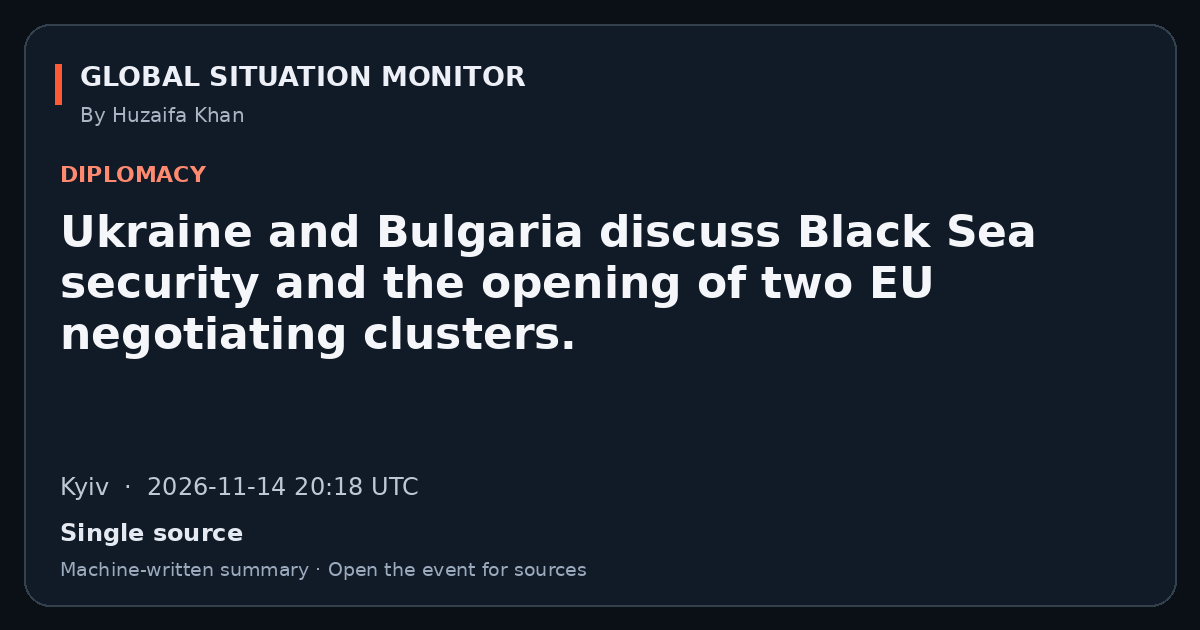 GLOBAL SITUATION MONITOR
By Huzaifa Khan
DIPLOMACY
Ukraine and Bulgaria discuss Black Sea
security and the opening of two EU
negotiating clusters.
Kyiv · 2026-11-14 20:18 UTC
Single source
Machine-written summary · Open the event for sources